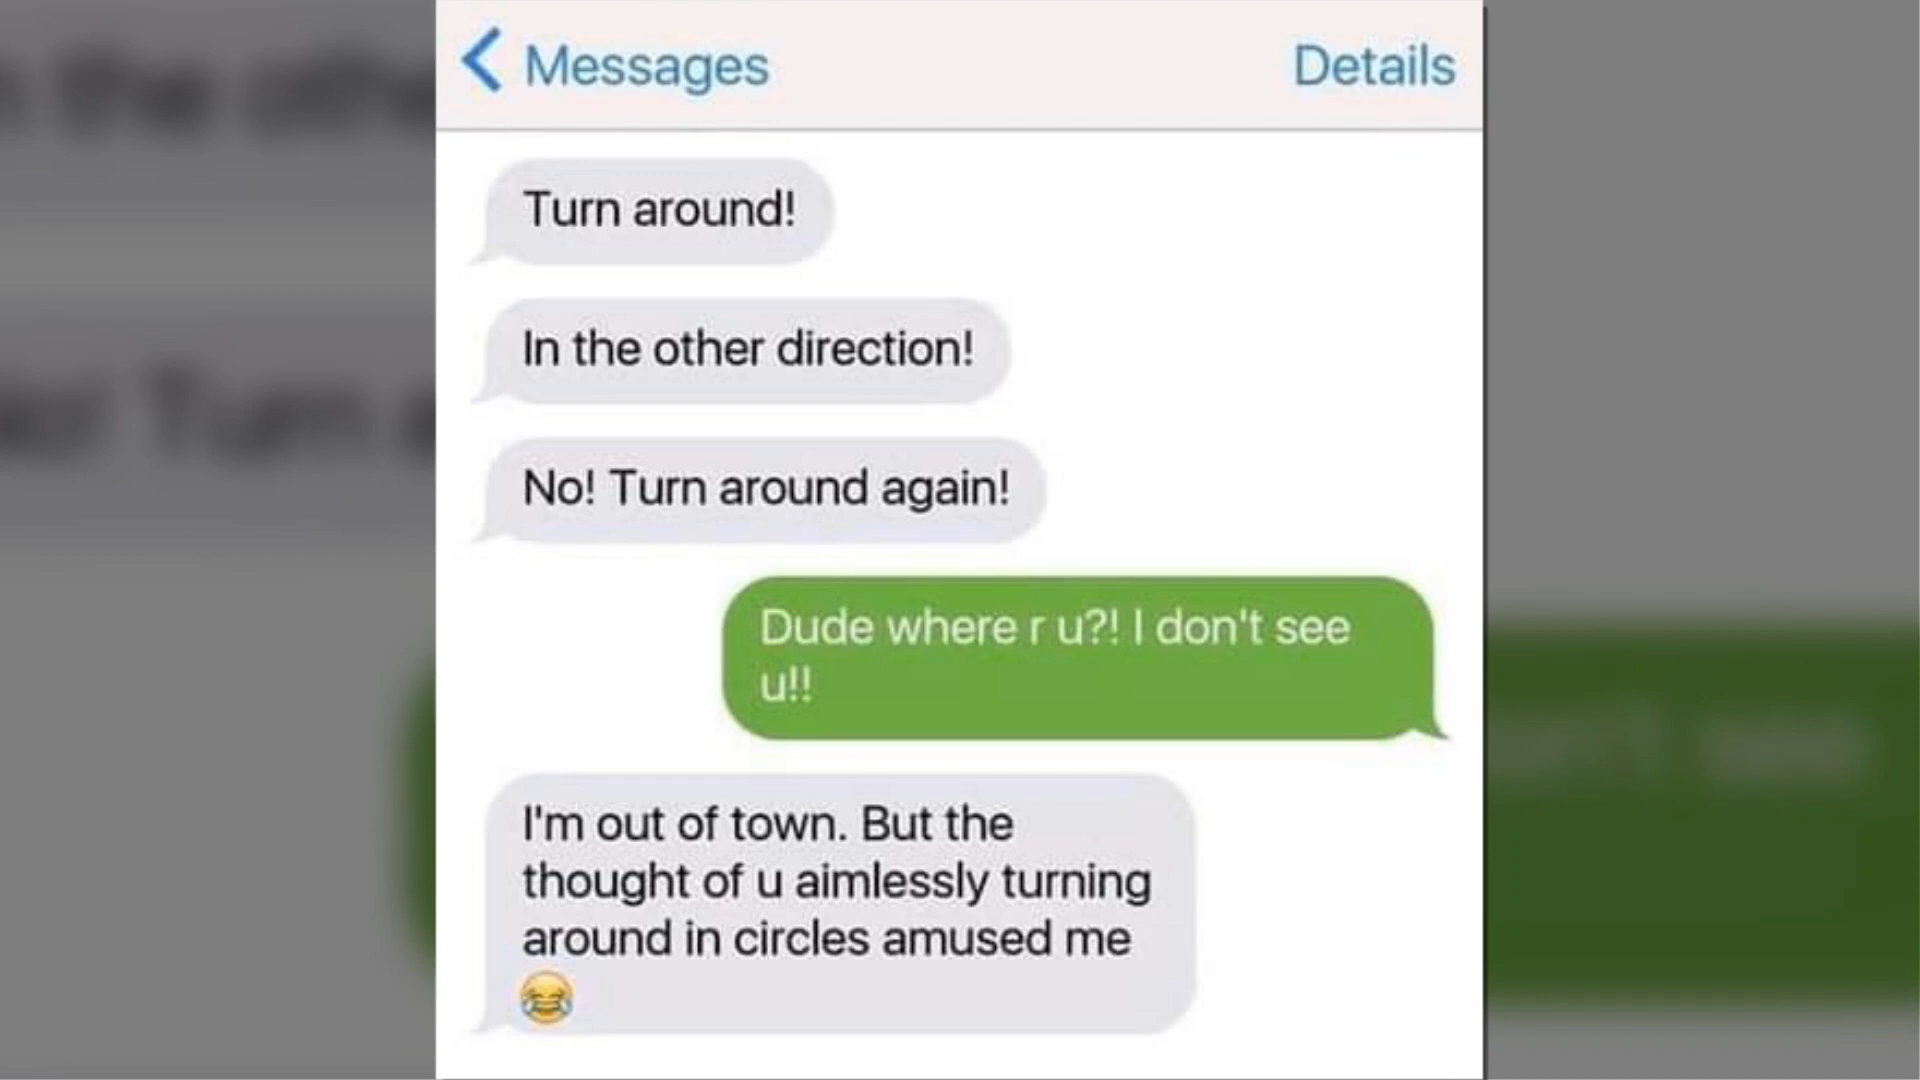 Messages
Details
Turn around!
In the other direction!
No! Turn around again!
Dude where r u?! I don't see
u!!
I'm out of town. But the
thought of u aimlessly turning
around in circles amused me
😂